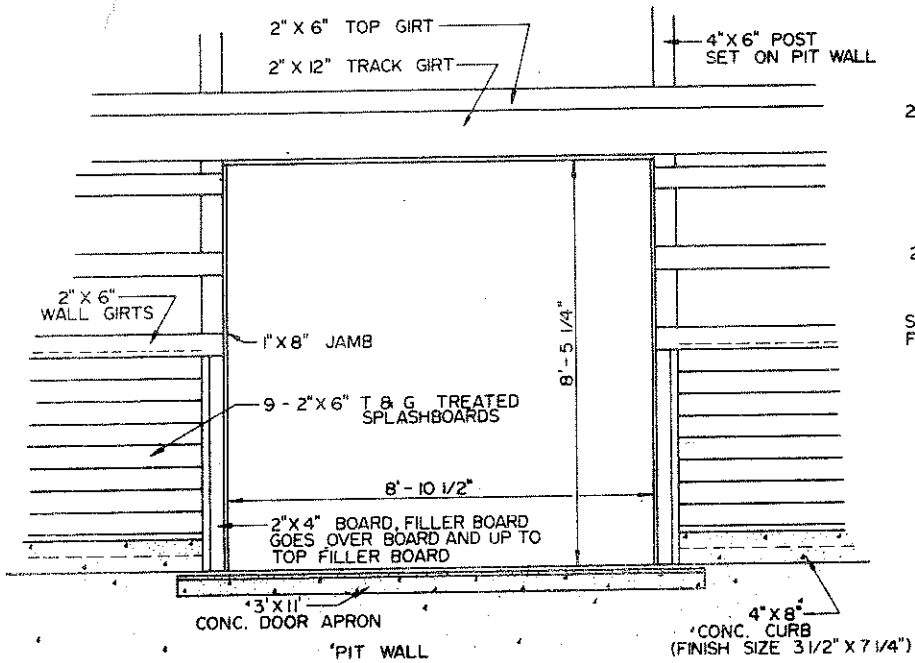 2" X 6" TOP GIRT
2" X 12" TRACK GIRT
4" X 6" POST
SET ON PIT WALL
2
2
S
F
2" X 6"
WALL GIRTS
1" X 8" JAMB
8'-5 1/4"
9 - 2" X 6" T & G TREATED
SPLASHBOARDS
8'-10 1/2"
2" X 4" BOARD, FILLER BOARD
GOES OVER BOARD AND UP TO
TOP FILLER BOARD
3' X 11'
CONC. DOOR APRON
PIT WALL
4" X 8"
CONC. CURB
(FINISH SIZE 3 1/2" X 7 1/4")